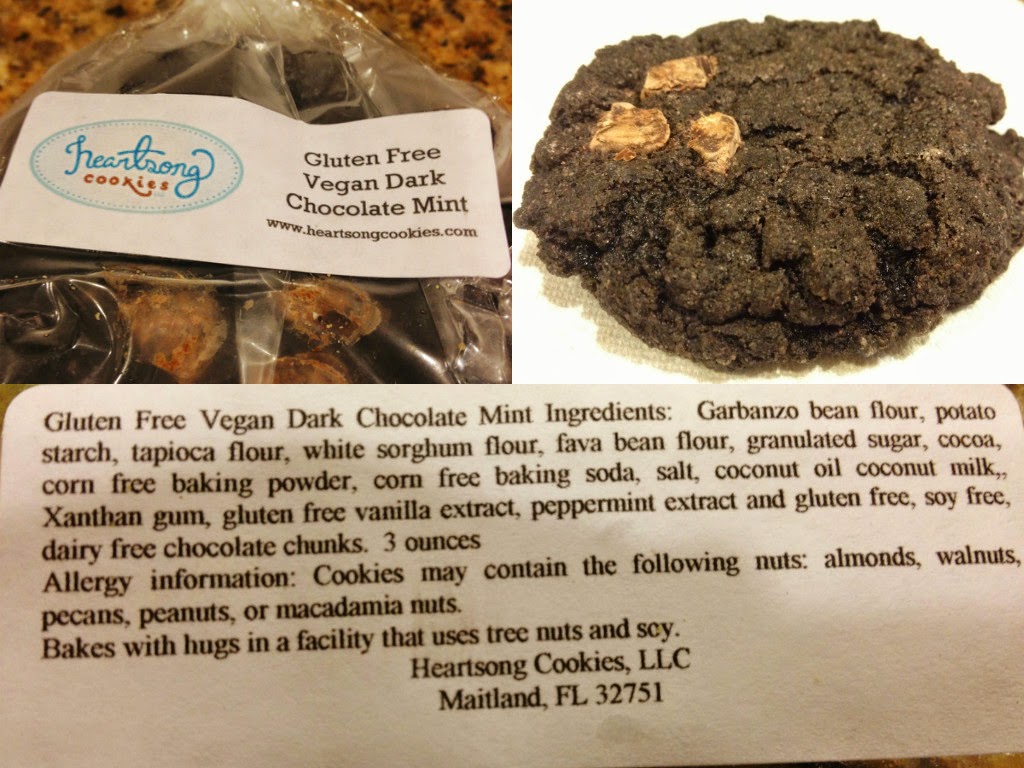 heartsong
cookies
Gluten Free
Vegan Dark
Chocolate Mint
www.heartsongcookies.com
Gluten Free Vegan Dark Chocolate Mint Ingredients: Garbanzo bean flour, potato
starch, tapioca flour, white sorghum flour, fava bean flour, granulated sugar, cocoa,
corn free baking powder, corn free baking soda, salt, coconut oil coconut milk,,
Xanthan gum, gluten free vanilla extract, peppermint extract and gluten free, soy free,
dairy free chocolate chunks. 3 ounces
Allergy information: Cookies may contain the following nuts: almonds, walnuts,
pecans, peanuts, or macadamia nuts.
Bakes with hugs in a facility that uses tree nuts and soy.
Heartsong Cookies, LLC
Maitland, FL 32751